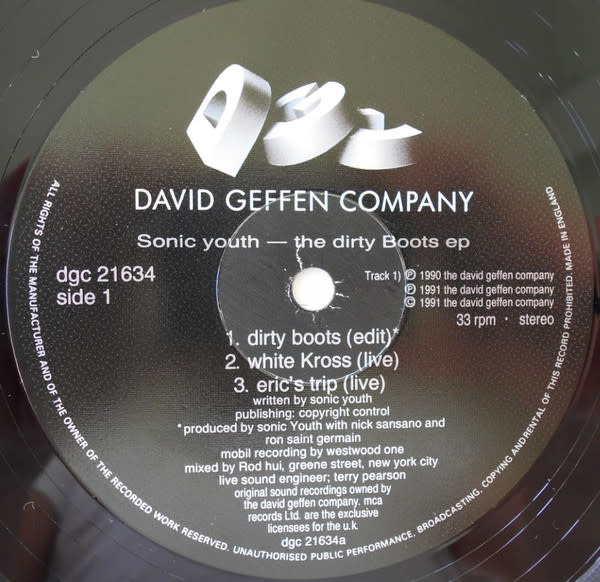 DGC
DAVID GEFFEN COMPANY
Sonic youth — the dirty Boots ep
dgc 21634
side 1
Track 1) ℗ 1990 the david geffen company
℗ 1991 the david geffen company
© 1991 the david geffen company
33 rpm · stereo
1. dirty boots (edit)*
2. white Kross (live)
3. eric's trip (live)
written by sonic youth
publishing: copyright control
*produced by sonic Youth with nick sansano and
ron saint germain
mobil recording by westwood one
mixed by Rod hui, greene street, new york city
live sound engineer; terry pearson
original sound recordings owned by
the david geffen company. mca
records Ltd. are the exclusive
licensees for the u.k.
dgc 21634a
ALL RIGHTS OF THE MANUFACTURER AND OF THE OWNER OF THE RECORDED WORK RESERVED. UNAUTHORISED PUBLIC PERFORMANCE. BROADCASTING. COPYING ANDRENTAL OF THIS RECORD PROHIBITED. MADE IN ENGLAND